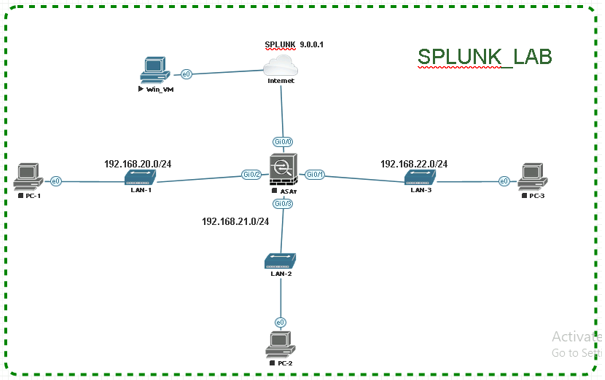 SPLUNK 9.0.0.1
SPLUNK_LAB
e0
Win_VM
Internet
Gi0/0
192.168.20.0/24
192.168.22.0/24
e0
Gi0/2
Gi0/1
e0
PC-1
LAN-1
ASAv
LAN-3
PC-3
Gi0/3
192.168.21.0/24
LAN-2
e0
Activate
Go to Sett
PC-2